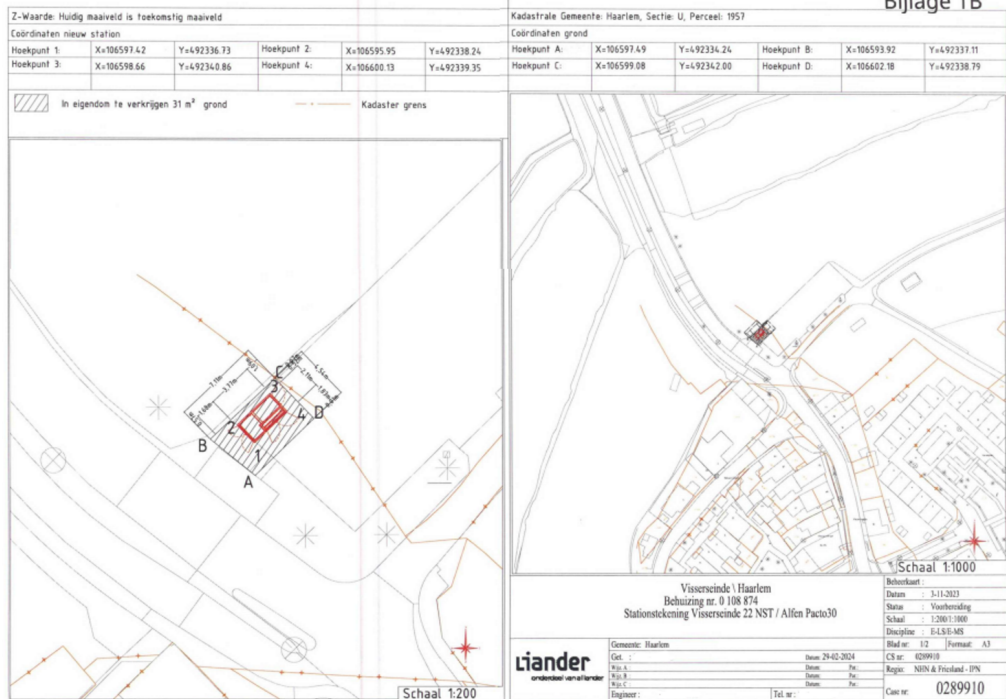 Bijlage 1B
Z-Waarde: Huidig maaiveld is toekomstig maaiveld
Coördinaten nieuw station
Hoekpunt 1: X=106597.42 Y=492336.73 Hoekpunt 2: X=106595.95 Y=492338.24
Hoekpunt 3: X=106598.66 Y=492340.86 Hoekpunt 4: X=106600.13 Y=492339.35
In eigendom te verkrijgen 31 m² grond Kadaster grens
Kadastrale Gemeente: Haarlem, Sectie: U, Perceel: 1957
Coördinaten grond
Hoekpunt A: X=106597.49 Y=492334.24 Hoekpunt B: X=106593.92 Y=492337.11
Hoekpunt C: X=106599.08 Y=492342.00 Hoekpunt D: X=106602.18 Y=492338.79
C
3
4
D
2
B
1
A
Schaal 1:200
Schaal 1:1000
Visserseinde \ Haarlem
Behuizing nr. 0 108 874
Stationstekening Visserseinde 22 NST / Alfen Pacto30
Beheerkaart :
Datum : 3-11-2023
Status : Voorbereiding
Schaal : 1:200/1:1000
Discipline : E-LS/E-MS
Blad nr: 1/2 Formaat: A3
CS nr: 0289910
Regio: NHN & Friesland - IPN
Case nr: 0289910
Liander
onderdeel van alliander
Gemeente: Haarlem
Get. : Datum: 29-02-2024
Wijz. A : Datum: Par.:
Wijz. B : Datum: Par.:
Wijz. C : Datum: Par.:
Engineer : Tel. nr :